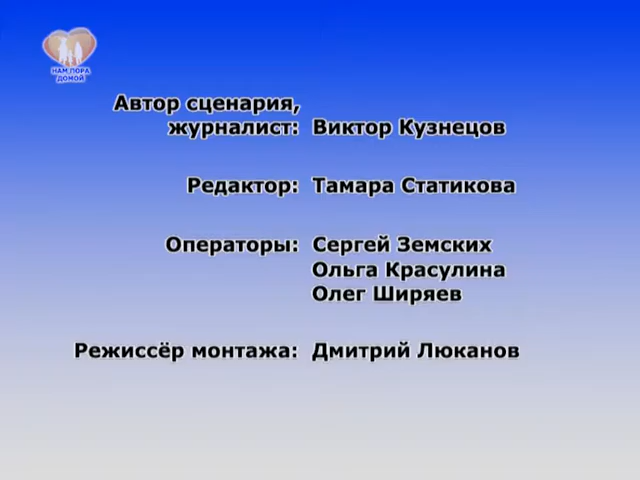 НАМ ПОРА
ДОМОЙ
Автор сценария,
журналист: Виктор Кузнецов
Редактор: Тамара Статикова
Операторы: Сергей Земских
Ольга Красулина
Олег Ширяев
Режиссёр монтажа: Дмитрий Люканов